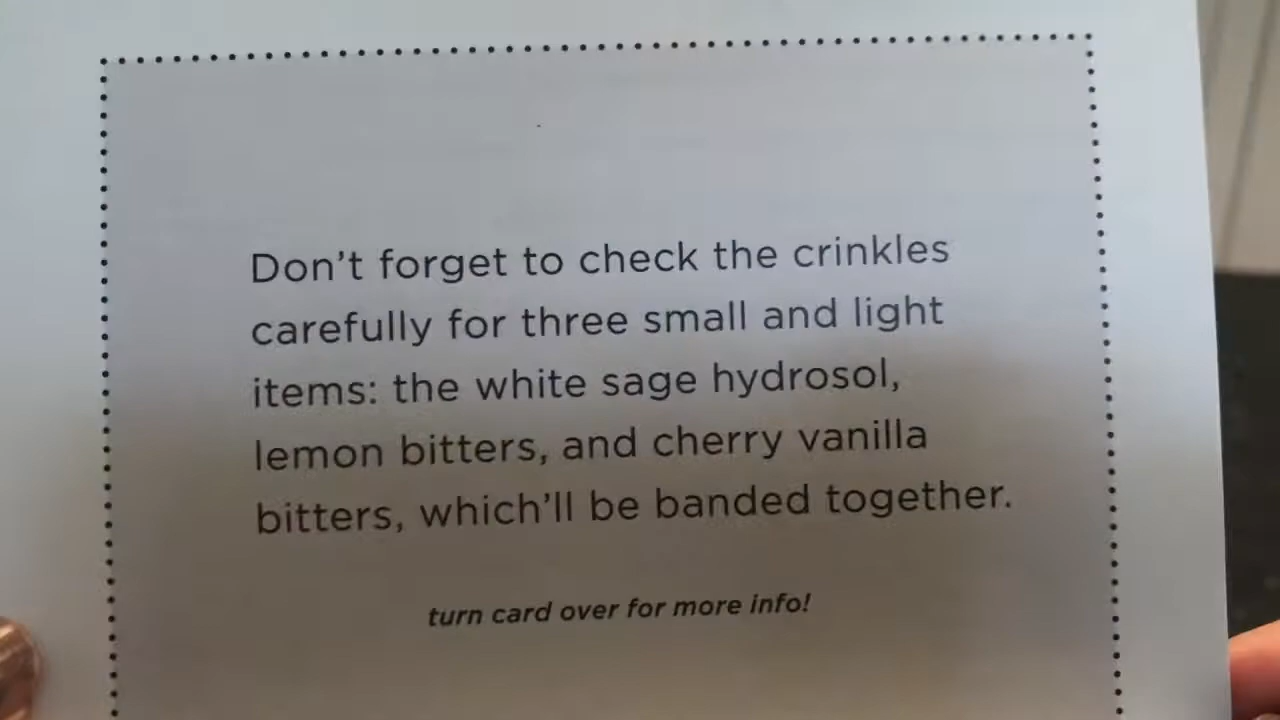 Don't forget to check the crinkles
carefully for three small and light
items: the white sage hydrosol,
lemon bitters, and cherry vanilla
bitters, which'll be banded together.
turn card over for more info!